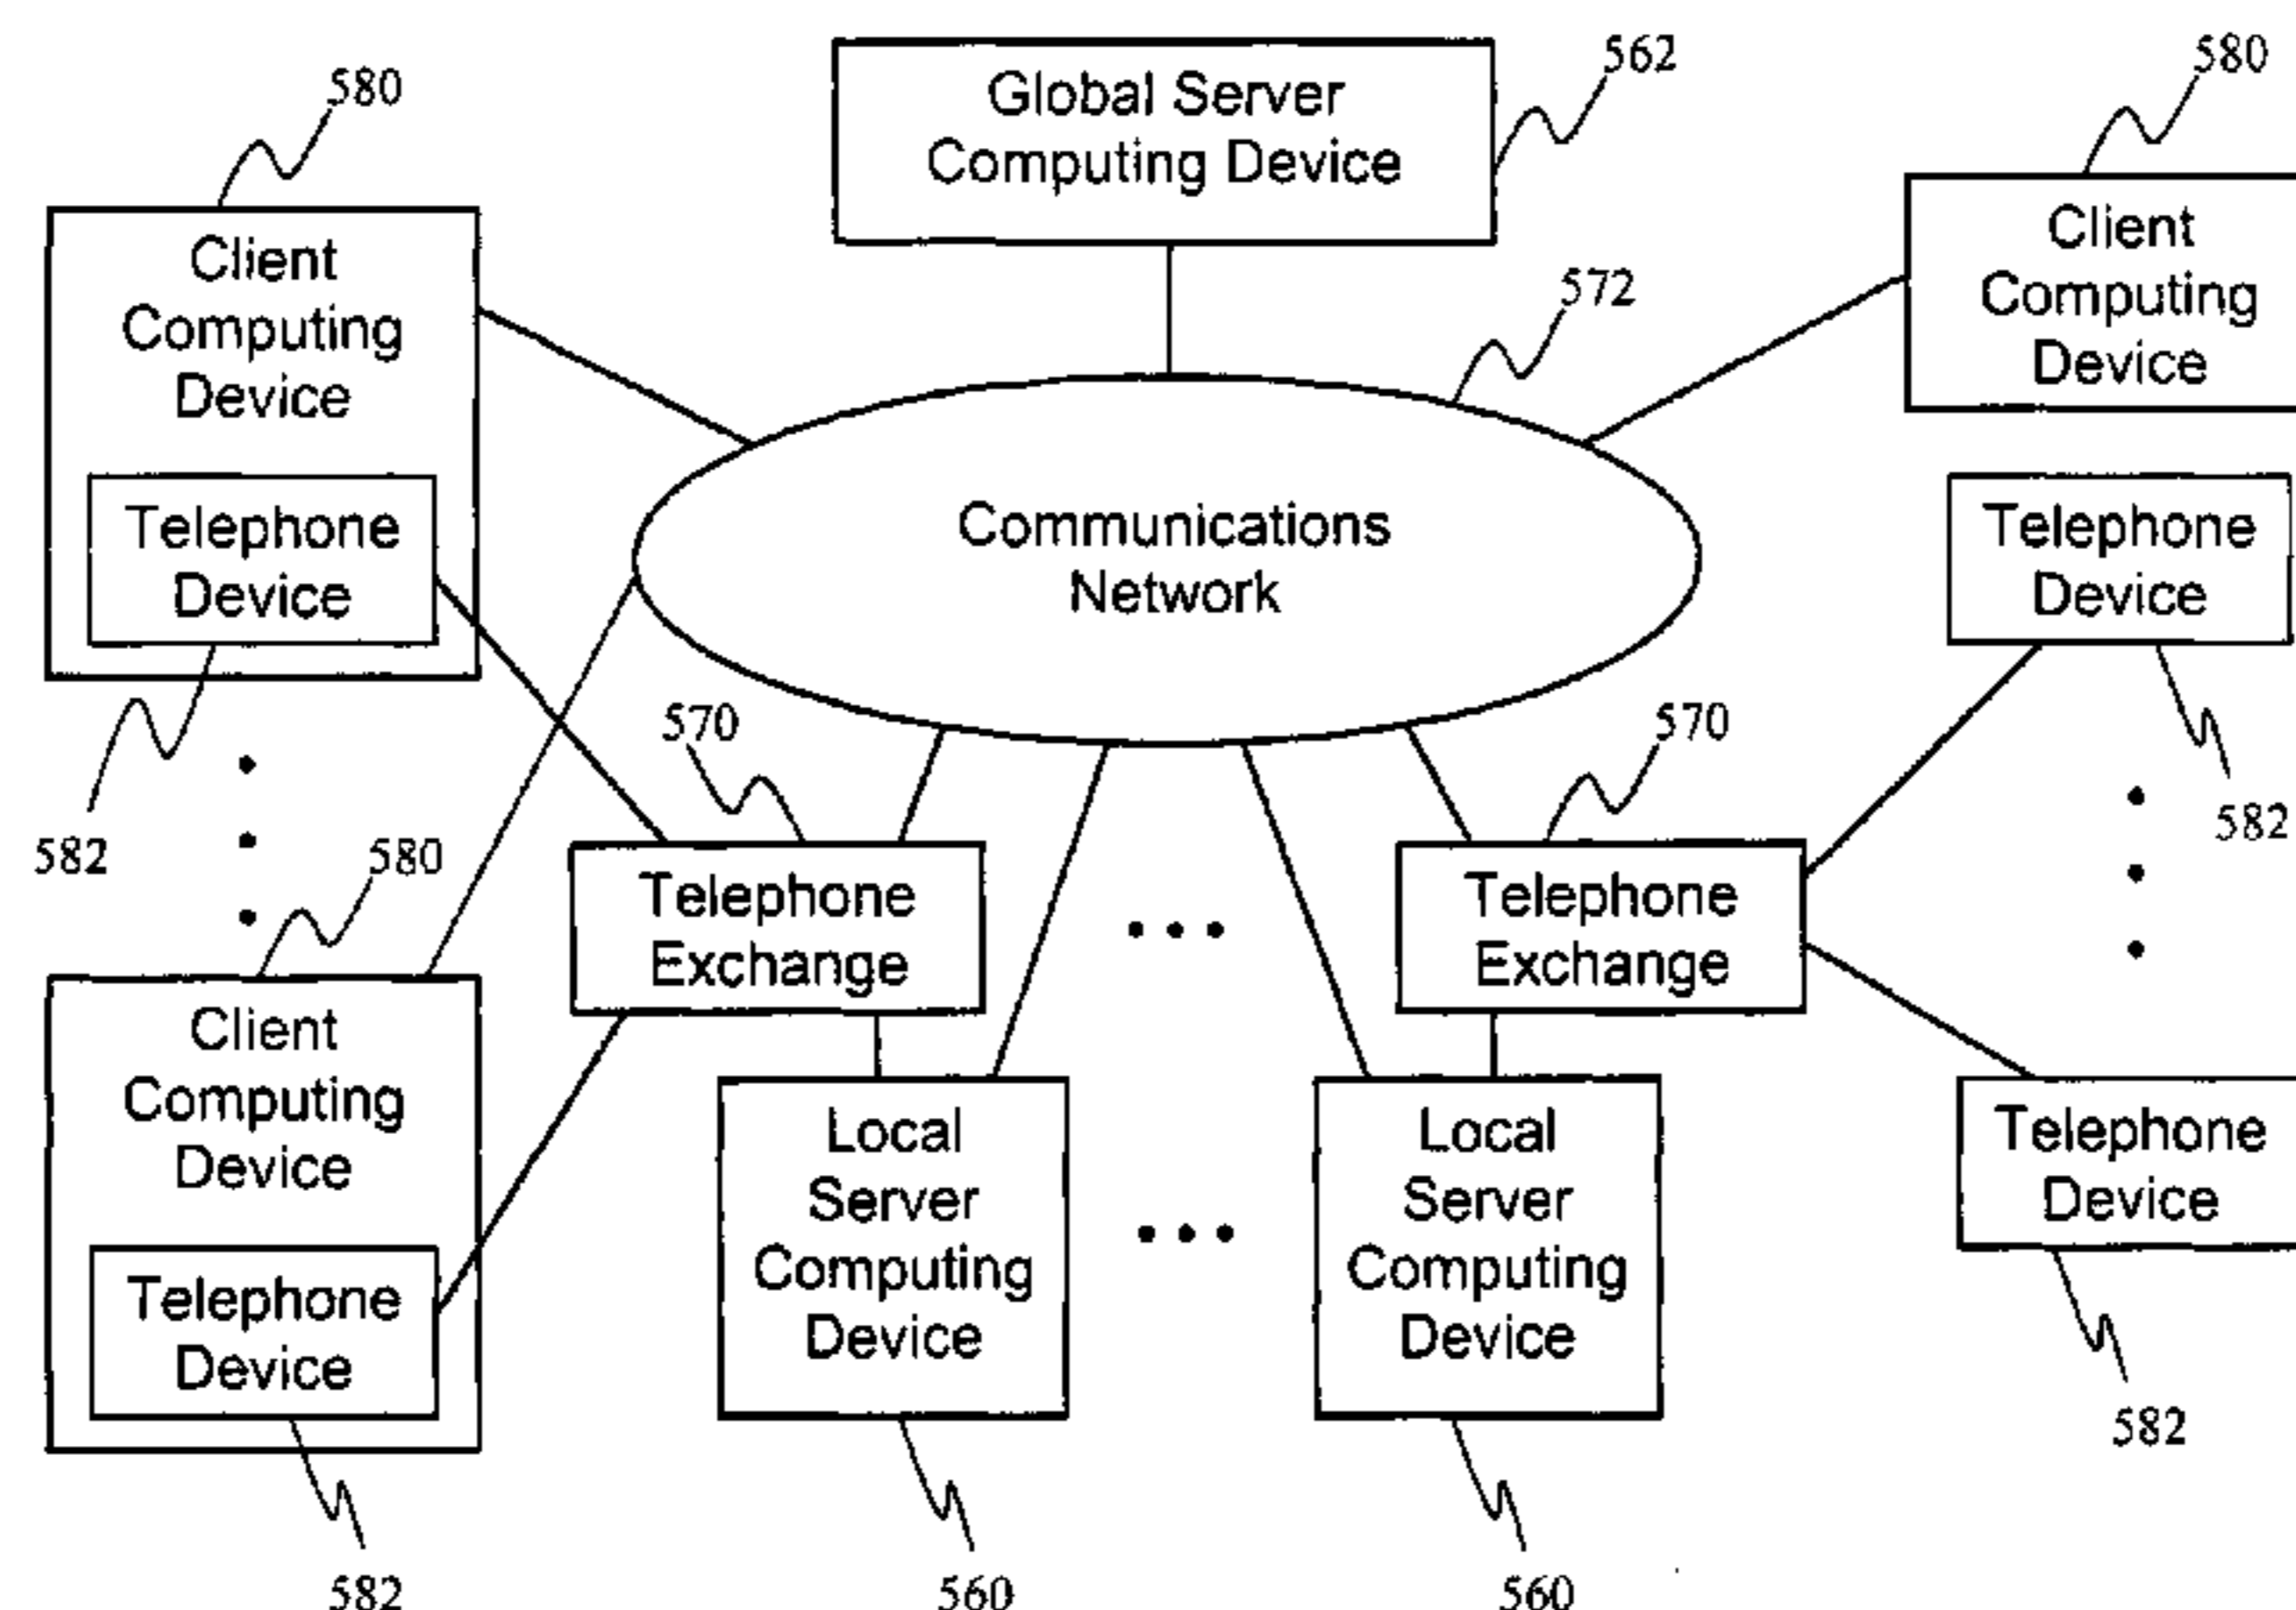 562
580
580
Global Server
Computing Device
Client
Computing
Device
Client
Computing
Device
572
Telephone
Device
Communications
Network
Telephone
Device
570
570
582
582
580
Telephone
Exchange
Telephone
Exchange
Client
Computing
Device
Local
Server
Computing
Device
Local
Server
Computing
Device
Telephone
Device
Telephone
Device
582
582
560
560